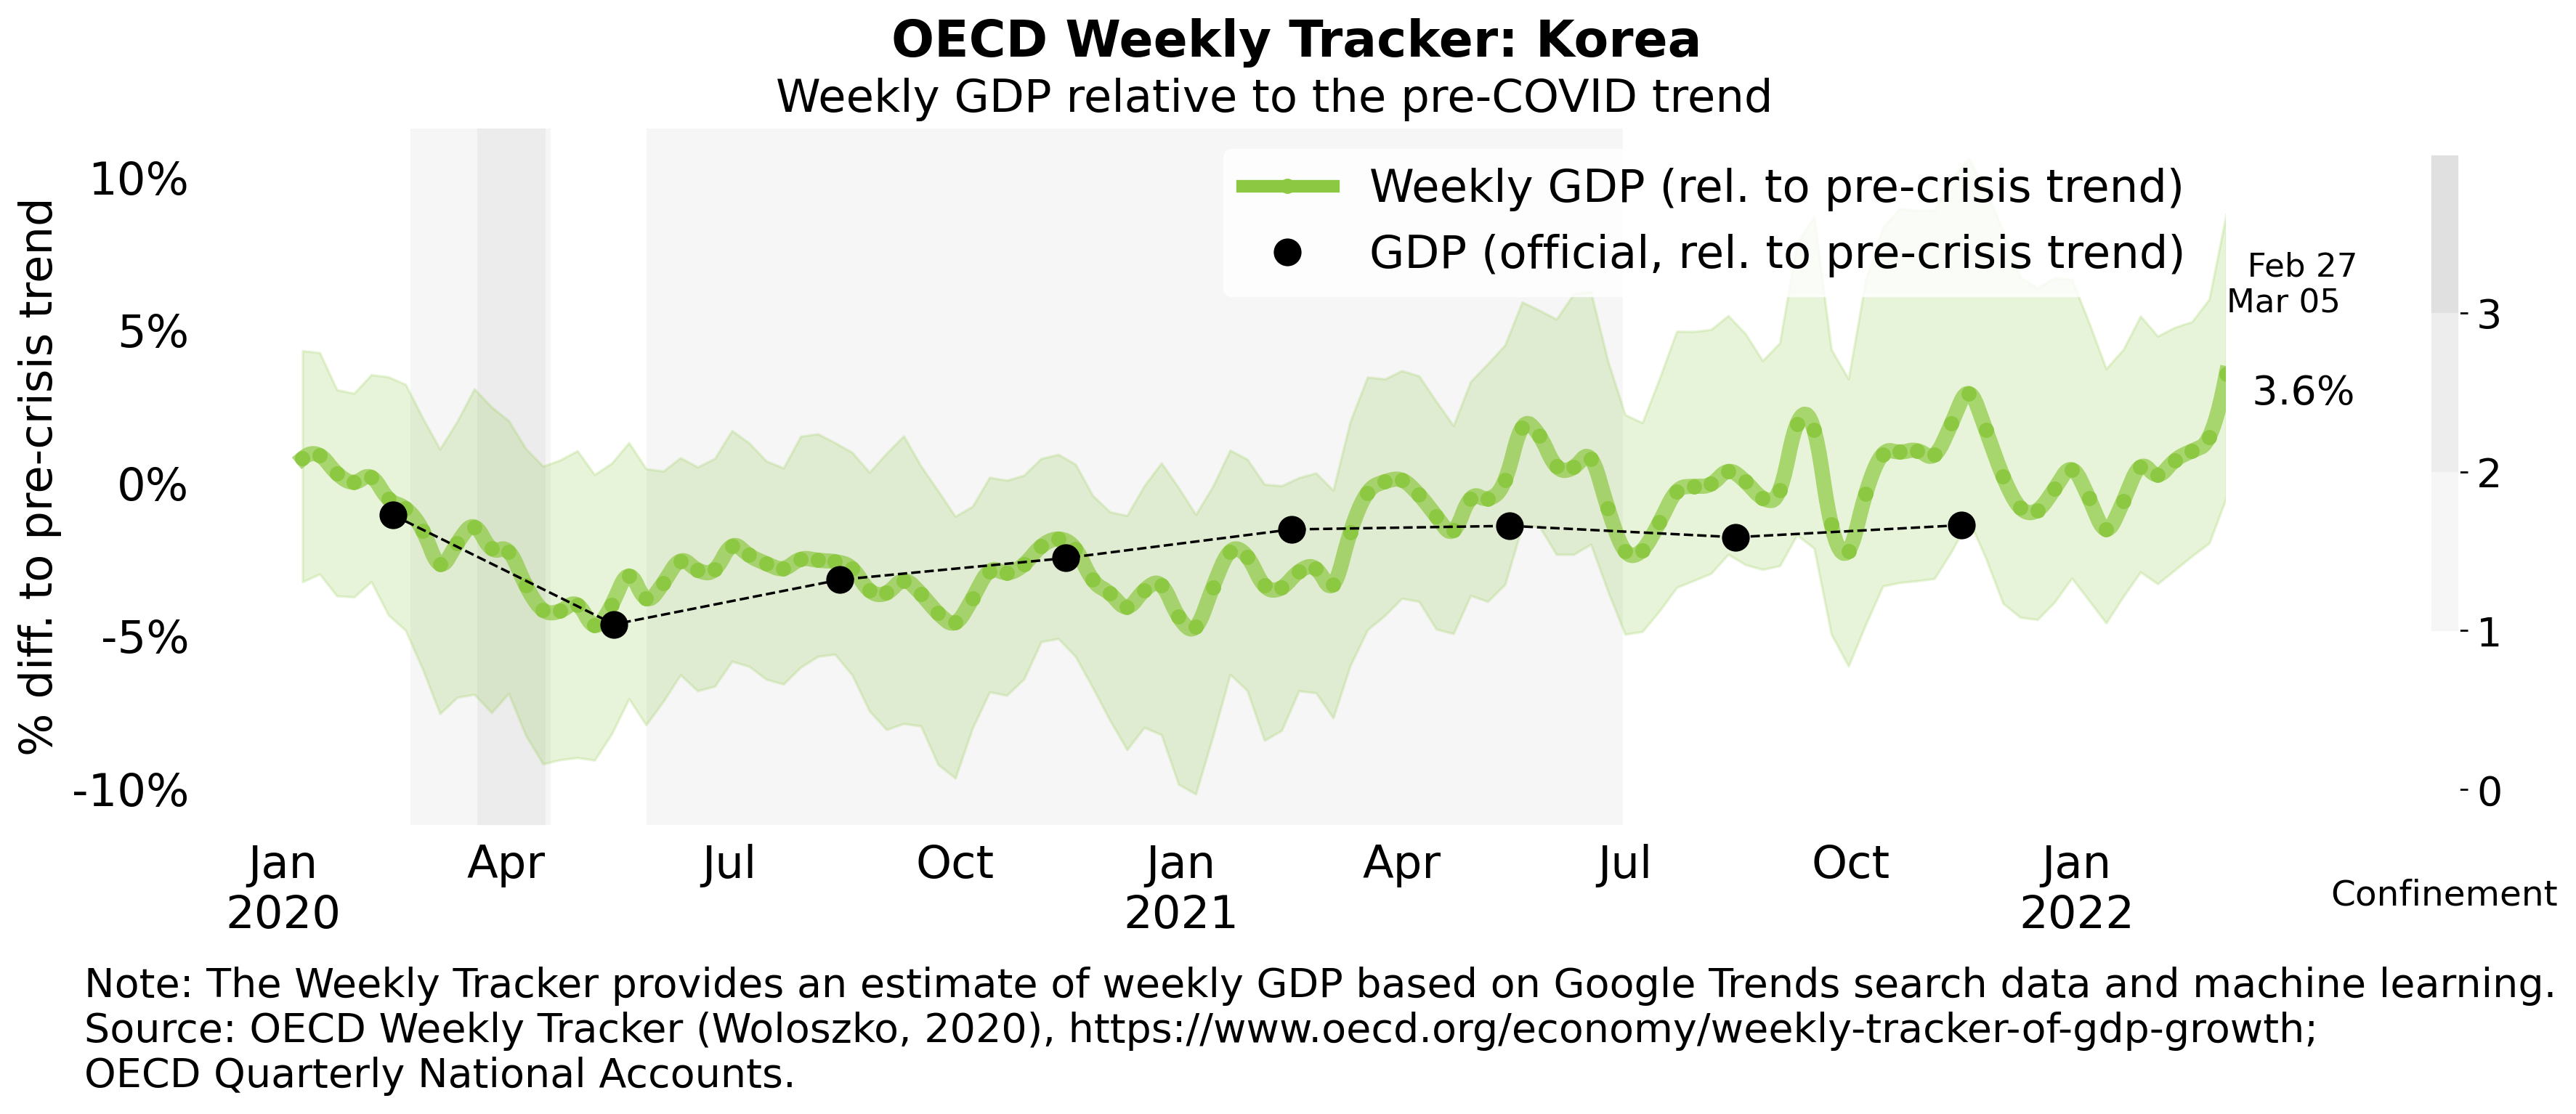 OECD Weekly Tracker: Korea
Weekly GDP relative to the pre-COVID trend
% diff. to pre-crisis trend
10%
5%
0%
-5%
-10%
Weekly GDP (rel. to pre-crisis trend)
GDP (official, rel. to pre-crisis trend)
Feb 27
Mar 05
3.6%
3
2
1
0
Confinement
Jan Apr Jul Oct Jan Apr Jul Oct Jan
2020 2021 2022
Note: The Weekly Tracker provides an estimate of weekly GDP based on Google Trends search data and machine learning.
Source: OECD Weekly Tracker (Woloszko, 2020), https://www.oecd.org/economy/weekly-tracker-of-gdp-growth;
OECD Quarterly National Accounts.